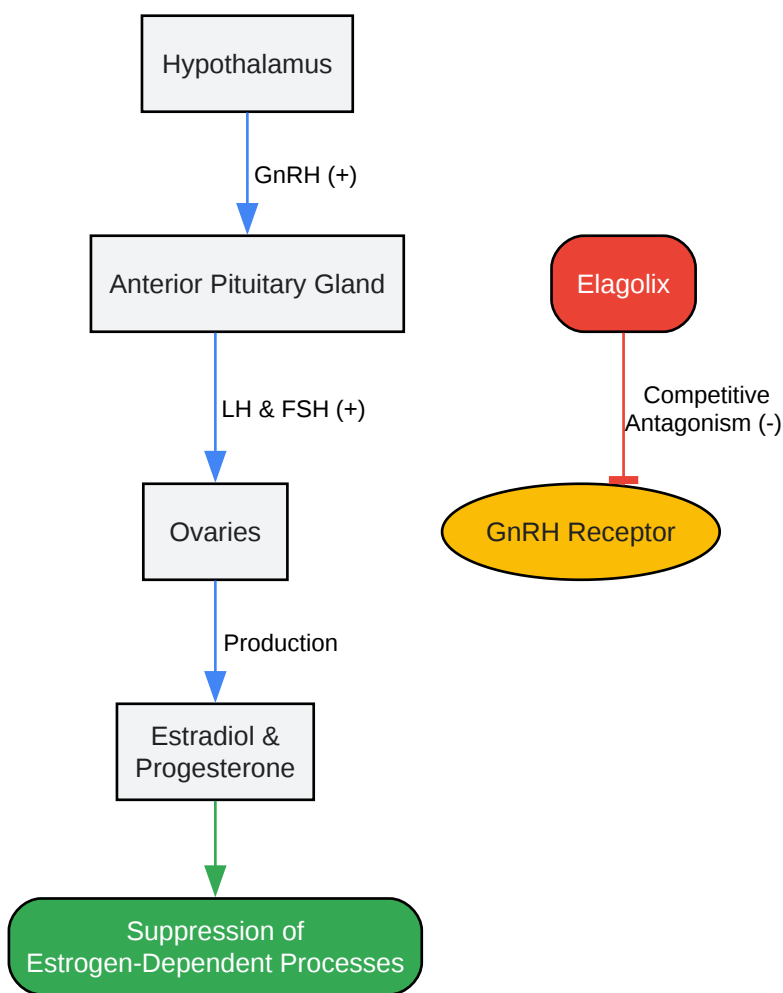 Hypothalamus
GnRH (+)
Anterior Pituitary Gland
Elagolix
LH & FSH (+)
Competitive
Antagonism (-)
Ovaries
GnRH Receptor
Production
Estradiol &
Progesterone
Suppression of
Estrogen-Dependent Processes